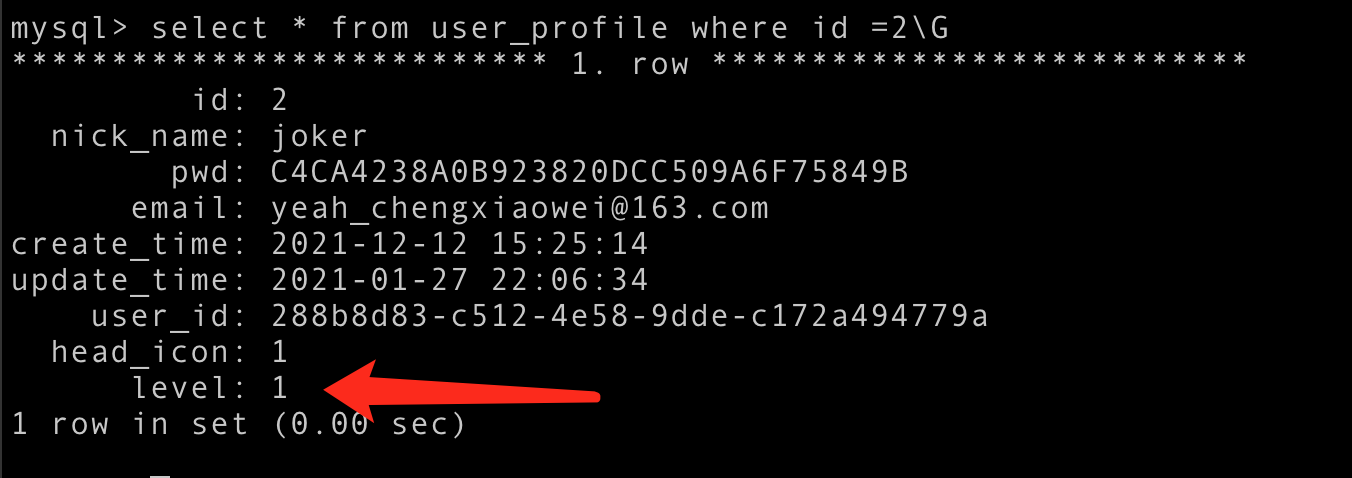 mysql> select * from user_profile where id =2\G
*************************** 1. row ***************************
id: 2
nick_name: joker
pwd: C4CA4238A0B923820DCC509A6F75849B
email: yeah_chengxiaowei@163.com
create_time: 2021-12-12 15:25:14
update_time: 2021-01-27 22:06:34
user_id: 288b8d83-c512-4e58-9dde-c172a494779a
head_icon: 1
level: 1
1 row in set (0.00 sec)